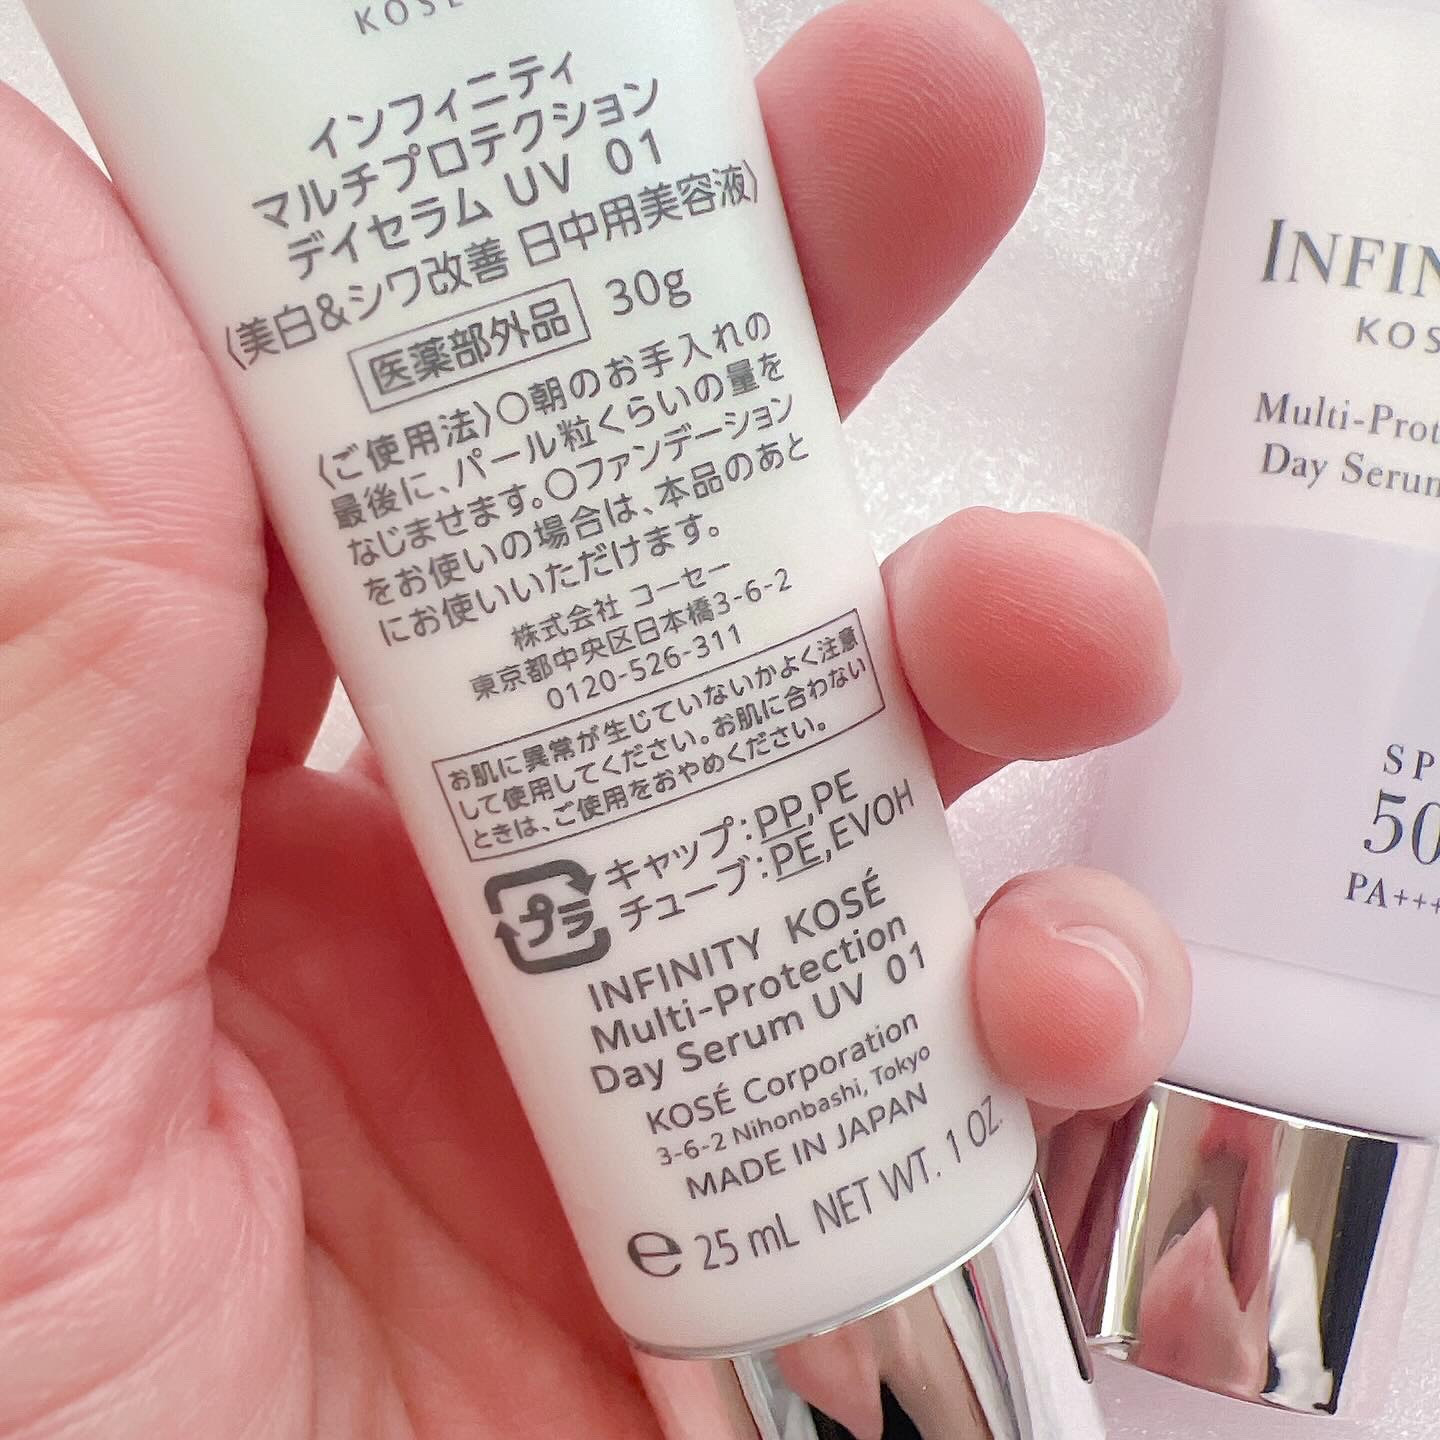 KOSÉ
インフィニティ
マルチプロテクション
デイセラム UV 01
〈美白&シワ改善 日中用美容液〉
医薬部外品 30g
〈ご使用法〉○朝のお手入れの
最後に、パール粒くらいの量を
なじませます。○ファンデーション
をお使いの場合は、本品のあと
にお使いいただけます。
株式会社 コーセー
東京都中央区日本橋3-6-2
0120-526-311
お肌に異常が生じていないかよく注意
して使用してください。お肌に合わない
ときは、ご使用をおやめください。
プラ
キャップ:PP,PE
チューブ:PE,EVOH
INFINITY KOSÉ
Multi-Protection
Day Serum UV 01
KOSÉ Corporation
3-6-2 Nihonbashi, Tokyo
MADE IN JAPAN
℮ 25 mL NET WT. 1 OZ.
INFIN
KOS
Multi-Prot
Day Serum
SP
50
PA+++